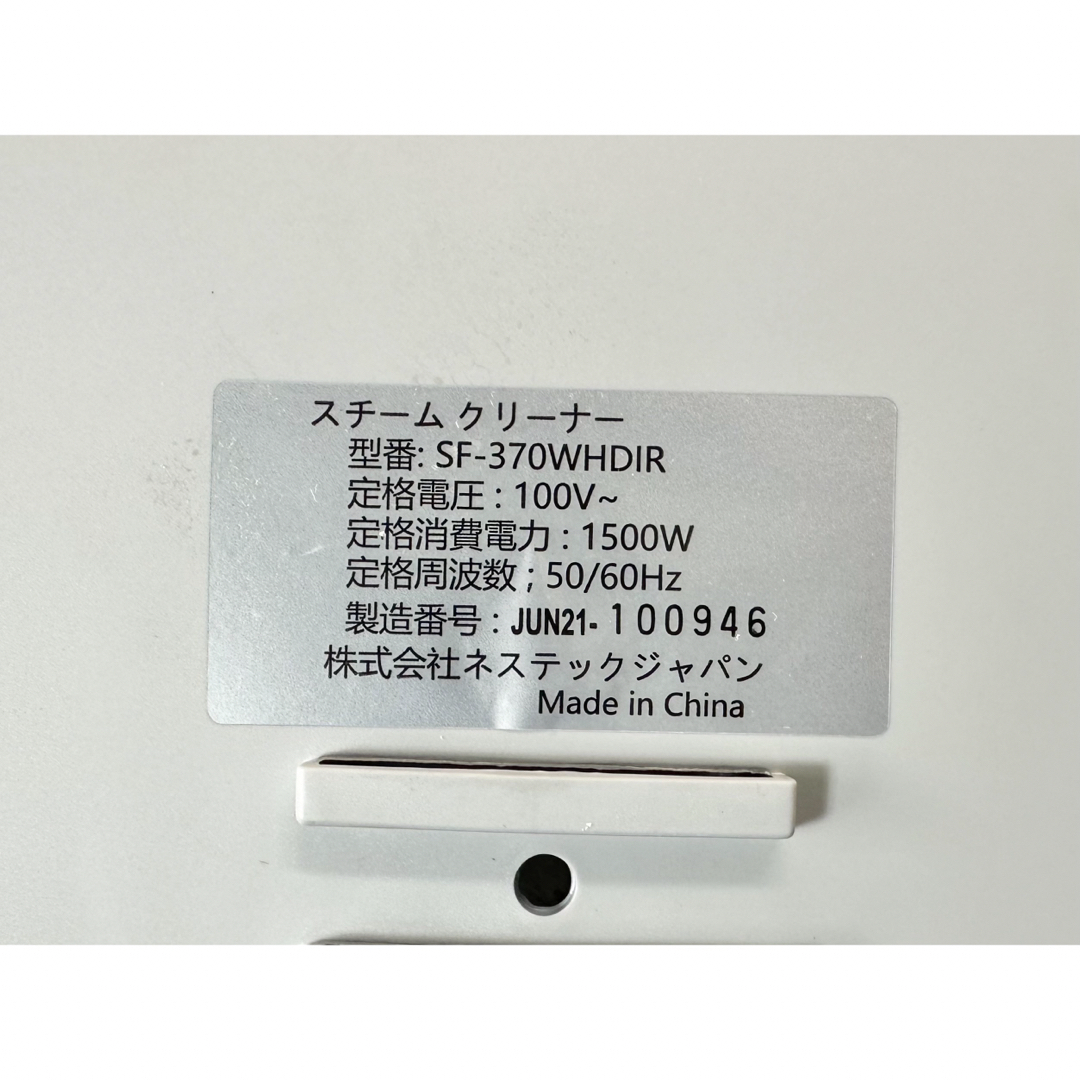 スチーム クリーナー
型番: SF-370WHDIR
定格電圧 : 100V~
定格消費電力 : 1500W
定格周波数 ; 50/60Hz
製造番号 : JUN21- 100946
株式会社ネステックジャパン
Made in China